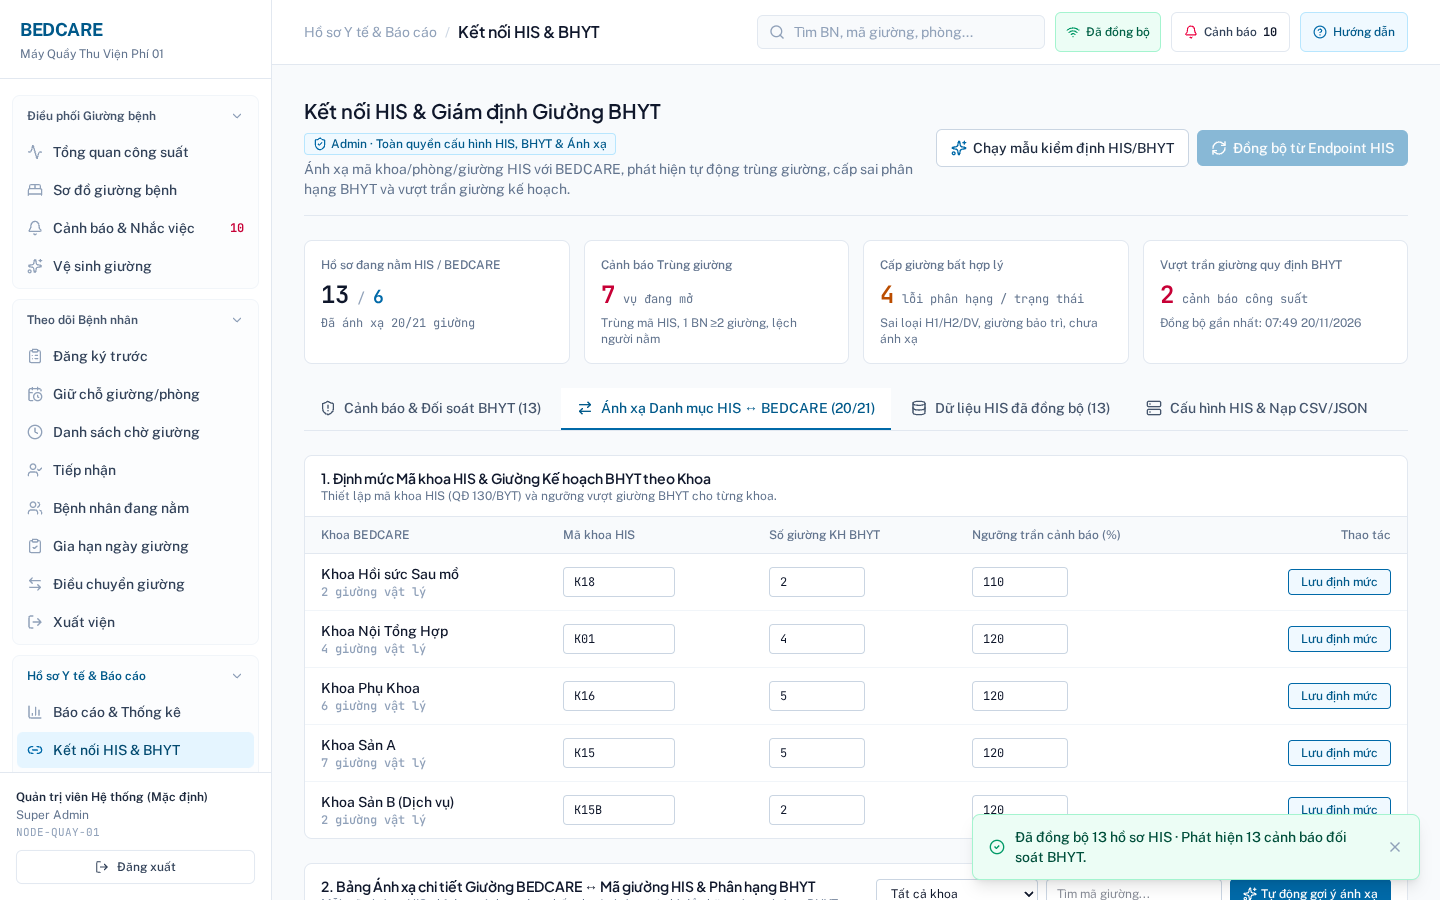 BEDCARE
Máy Quầy Thu Viện Phí 01
Điều phối Giường bệnh
Tổng quan công suất
Sơ đồ giường bệnh
Cảnh báo & Nhắc việc 10
Vệ sinh giường
Theo dõi Bệnh nhân
Đăng ký trước
Giữ chỗ giường/phòng
Danh sách chờ giường
Tiếp nhận
Bệnh nhân đang nằm
Gia hạn ngày giường
Điều chuyển giường
Xuất viện
Hồ sơ Y tế & Báo cáo
Báo cáo & Thống kê
Kết nối HIS & BHYT
Quản trị viên Hệ thống (Mặc định)
Super Admin
NODE-QUAY-01
Đăng xuất
Hồ sơ Y tế & Báo cáo / Kết nối HIS & BHYT
Tìm BN, mã giường, phòng...
Đã đồng bộ
Cảnh báo 10
Hướng dẫn
Kết nối HIS & Giám định Giường BHYT
Admin · Toàn quyền cấu hình HIS, BHYT & Ánh xạ
Ánh xạ mã khoa/phòng/giường HIS với BEDCARE, phát hiện tự động trùng giường, cấp sai phân
hạng BHYT và vượt trần giường kế hoạch.
Chạy mẫu kiểm định HIS/BHYT
Đồng bộ từ Endpoint HIS
Hồ sơ đang nằm HIS / BEDCARE
13 / 6
Đã ánh xạ 20/21 giường
Cảnh báo Trùng giường
7 vụ đang mở
Trùng mã HIS, 1 BN ≥2 giường, lệch
người nằm
Cấp giường bất hợp lý
4 lỗi phân hạng / trạng thái
Sai loại H1/H2/DV, giường bảo trì, chưa
ánh xạ
Vượt trần giường quy định BHYT
2 cảnh báo công suất
Đồng bộ gần nhất: 07:49 20/11/2026
Cảnh báo & Đối soát BHYT (13)
Ánh xạ Danh mục HIS ↔ BEDCARE (20/21)
Dữ liệu HIS đã đồng bộ (13)
Cấu hình HIS & Nạp CSV/JSON
1. Định mức Mã khoa HIS & Giường Kế hoạch BHYT theo Khoa
Thiết lập mã khoa HIS (QĐ 130/BYT) và ngưỡng vượt giường BHYT cho từng khoa.
Khoa BEDCARE Mã khoa HIS Số giường KH BHYT Ngưỡng trần cảnh báo (%) Thao tác
Khoa Hồi sức Sau mổ
2 giường vật lý
K18 2 110 Lưu định mức
Khoa Nội Tổng Hợp
4 giường vật lý
K01 4 120 Lưu định mức
Khoa Phụ Khoa
6 giường vật lý
K16 5 120 Lưu định mức
Khoa Sản A
7 giường vật lý
K15 5 120 Lưu định mức
Khoa Sản B (Dịch vụ)
2 giường vật lý
K15B 2 120 Lưu định mức
Đã đồng bộ 13 hồ sơ HIS · Phát hiện 13 cảnh báo đối
soát BHYT.
2. Bảng Ánh xạ chi tiết Giường BEDCARE ↔ Mã giường HIS & Phân hạng BHYT
Tất cả khoa
Tìm mã giường...
Tự động gợi ý ánh xạ